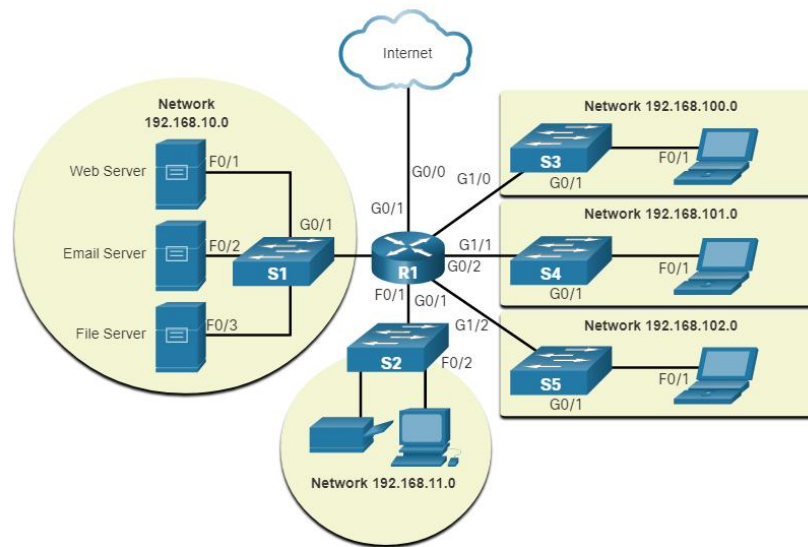 Internet
Network
192.168.10.0
Web Server
F0/1
Email Server
F0/2
File Server
F0/3
G0/1
S1
G0/0
G0/1
R1
G0/2
F0/1
G0/1
G1/0
G1/1
G1/2
S2
F0/2
Network 192.168.11.0
Network 192.168.100.0
S3
G0/1
F0/1
Network 192.168.101.0
S4
G0/1
F0/1
Network 192.168.102.0
S5
G0/1
F0/1